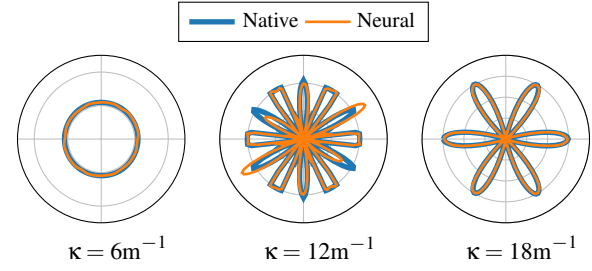 Native Neural
κ = 6m⁻¹ κ = 12m⁻¹ κ = 18m⁻¹